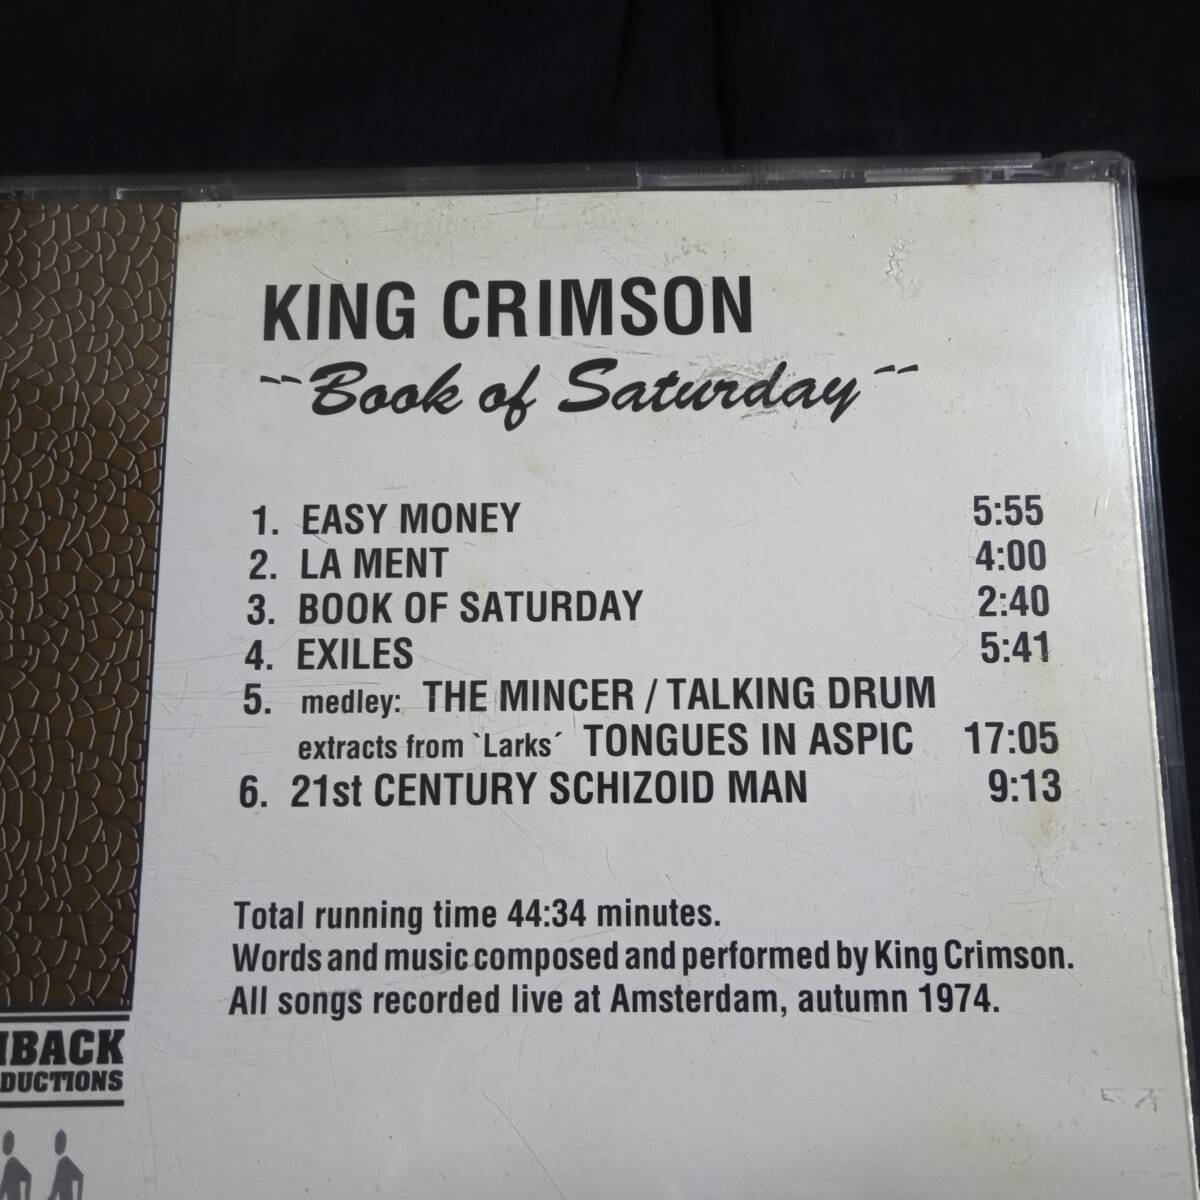 KING CRIMSON
~~Book of Saturday~~
1. EASY MONEY 5:55
2. LA MENT 4:00
3. BOOK OF SATURDAY 2:40
4. EXILES 5:41
5. medley: THE MINCER / TALKING DRUM
extracts from `Larks´ TONGUES IN ASPIC 17:05
6. 21st CENTURY SCHIZOID MAN 9:13
Total running time 44:34 minutes.
Words and music composed and performed by King Crimson.
All songs recorded live at Amsterdam, autumn 1974.
HBACK
DUCTIONS